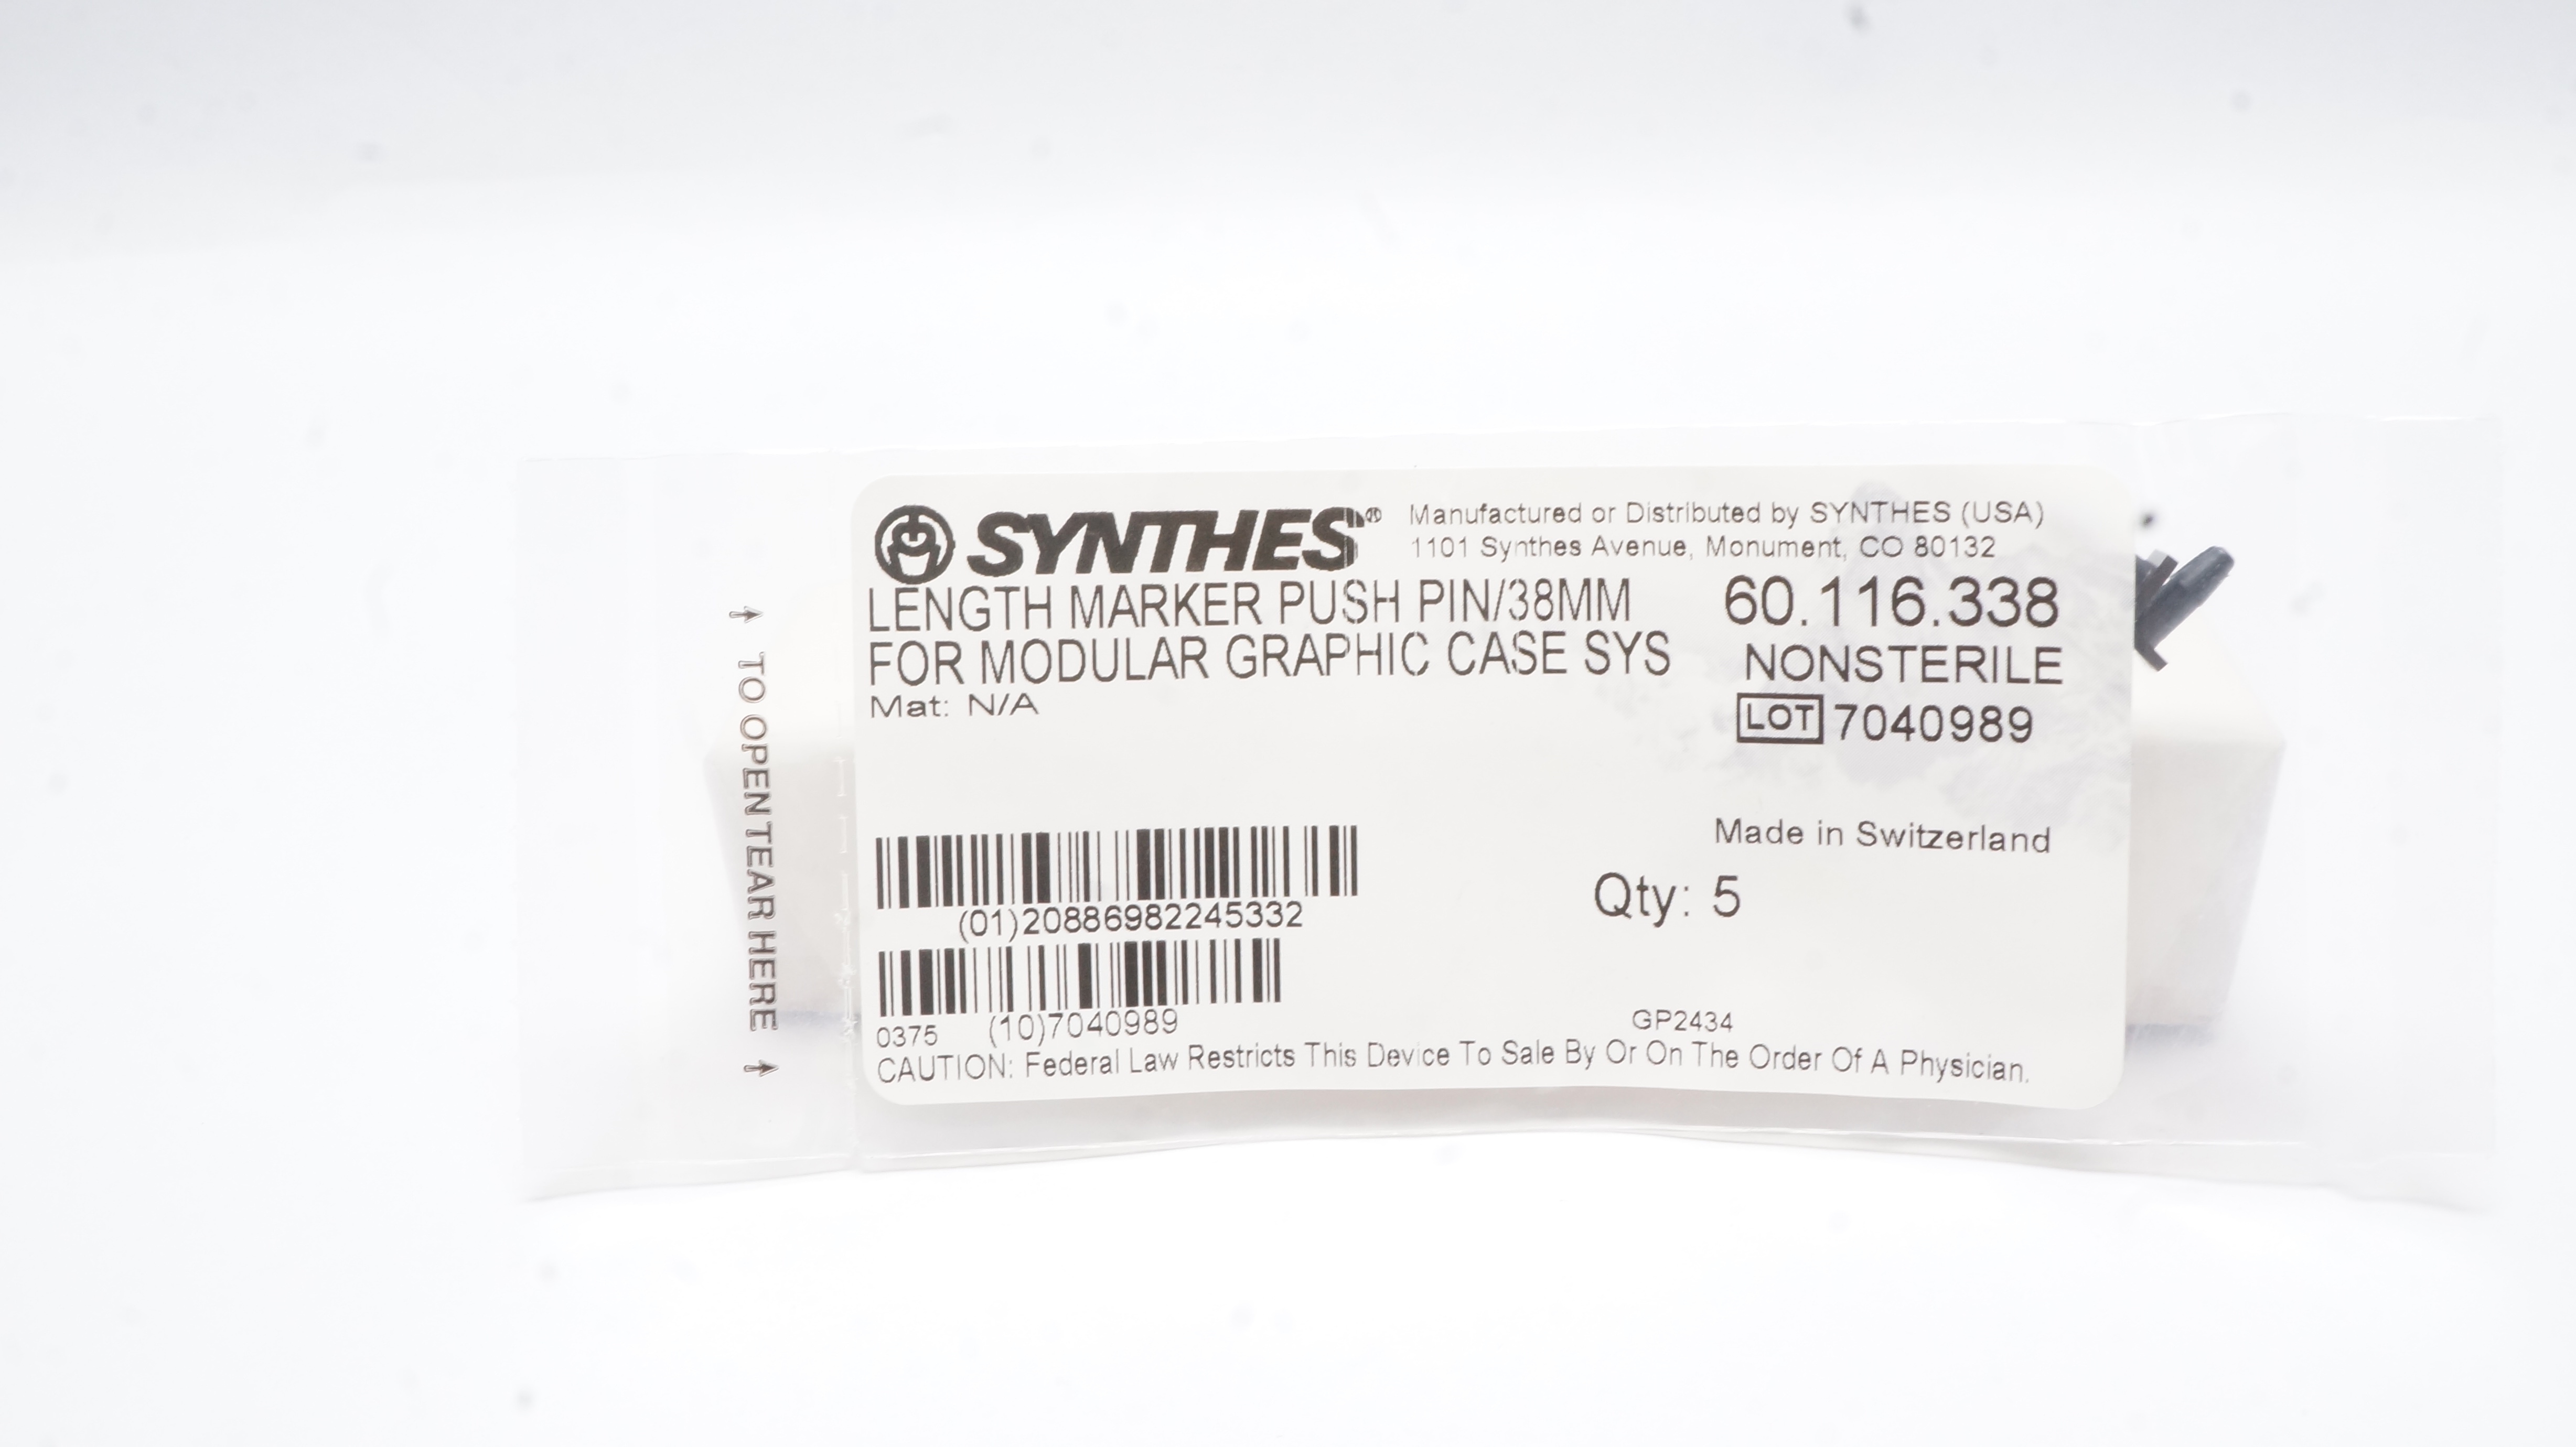 SYNTHES®
Manufactured or Distributed by SYNTHES (USA)
1101 Synthes Avenue, Monument, CO 80132
LENGTH MARKER PUSH PIN/38MM
FOR MODULAR GRAPHIC CASE SYS
Mat: N/A
60.116.338
NONSTERILE
LOT 7040989
Made in Switzerland
Qty: 5
(01)20886982245332
0375 (10)7040989
GP2434
CAUTION: Federal Law Restricts This Device To Sale By Or On The Order Of A Physician.
TO OPEN TEAR HERE